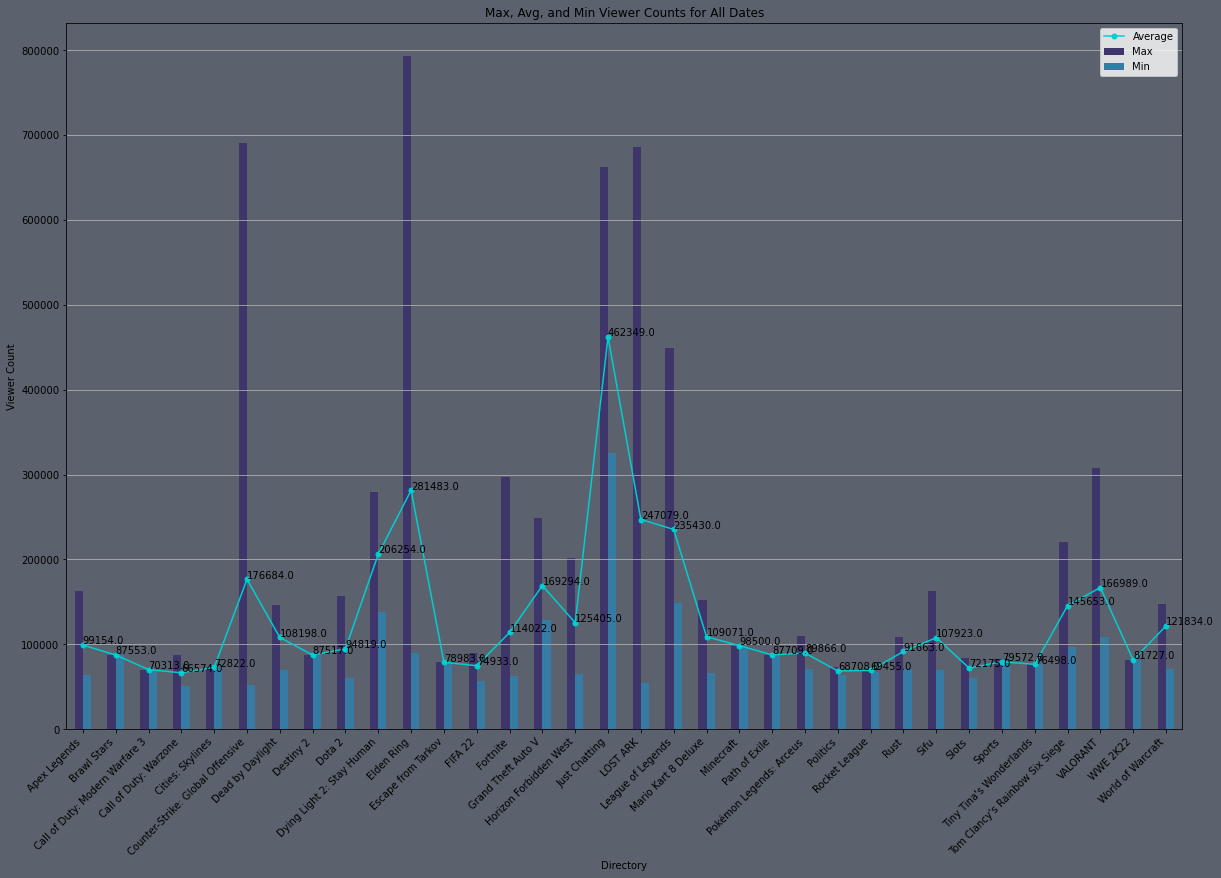 Max, Avg, and Min Viewer Counts for All Dates
Average
Max
Min
800000
700000
600000
500000
400000
300000
200000
100000
0
Viewer Count
99154.0
87553.0
70313.0
66574.0
72822.0
176684.0
108198.0
87517.0
94819.0
206254.0
281483.0
78983.0
74933.0
114022.0
169294.0
125405.0
462349.0
247079.0
235430.0
109071.0
98500.0
87709.0
89866.0
68708.0
69455.0
91663.0
107923.0
72175.0
79572.0
76498.0
145653.0
166989.0
81727.0
121834.0
Apex Legends
Brawl Stars
Call of Duty: Modern Warfare 3
Call of Duty: Warzone
Cities: Skylines
Counter-Strike: Global Offensive
Dead by Daylight
Destiny 2
Dota 2
Dying Light 2: Stay Human
Elden Ring
Escape from Tarkov
FIFA 22
Fortnite
Grand Theft Auto V
Horizon Forbidden West
Just Chatting
LOST ARK
League of Legends
Mario Kart 8 Deluxe
Minecraft
Path of Exile
Pokémon Legends: Arceus
Politics
Rocket League
Rust
Sifu
Slots
Sports
Tiny Tina's Wonderlands
Tom Clancy's Rainbow Six Siege
VALORANT
WWE 2K22
World of Warcraft
Directory